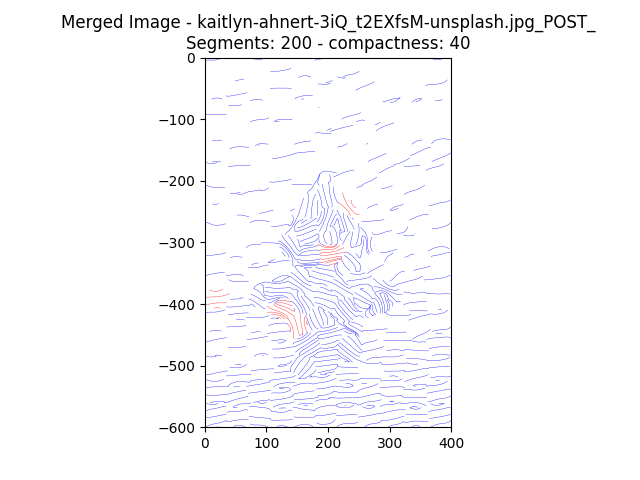 Merged Image - kaitlyn-ahnert-3iQ_t2EXfsM-unsplash.jpg_POST_
Segments: 200 - compactness: 40
0
−100
−200
−300
−400
−500
−600
0 100 200 300 400